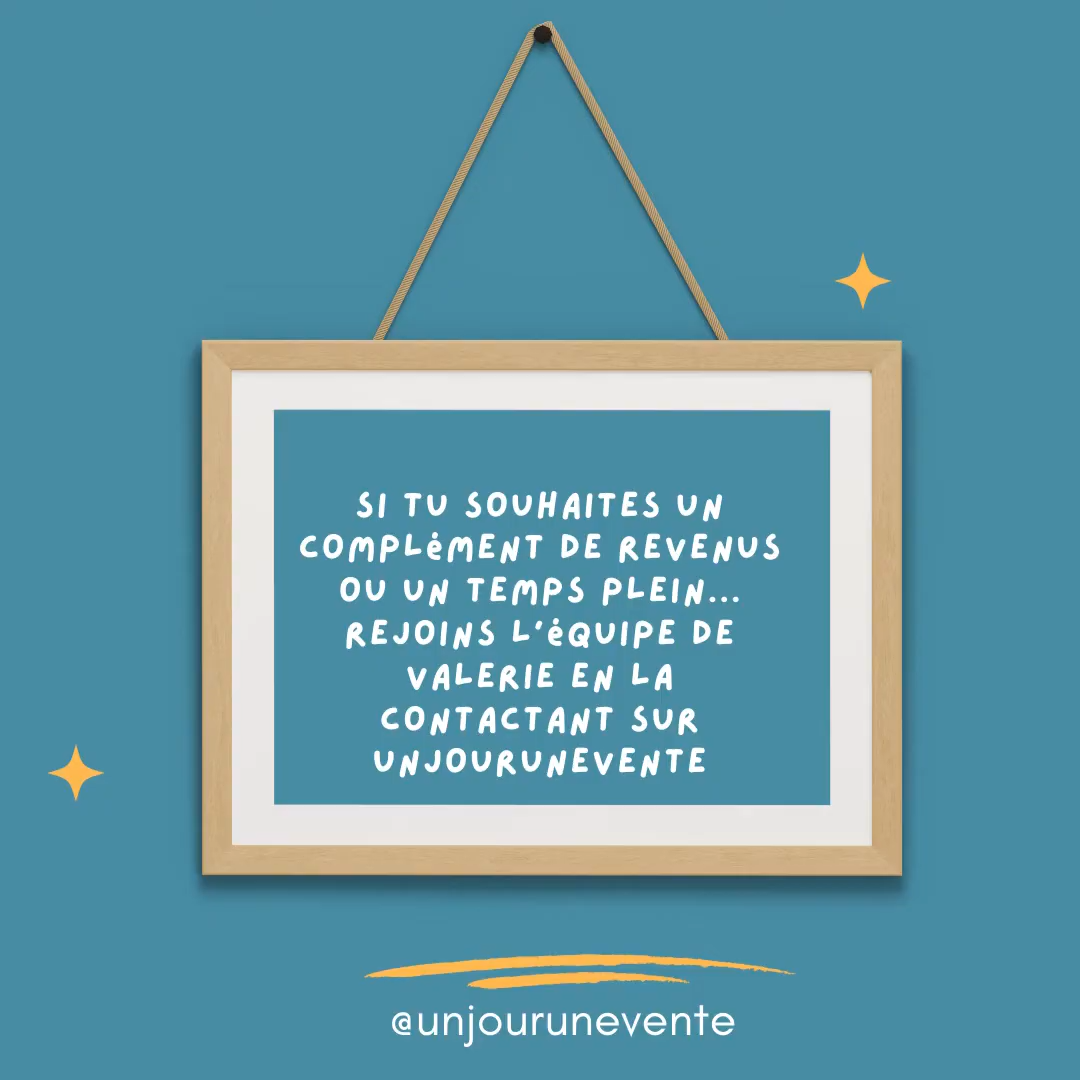 SI TU SOUHAITES UN
COMPLéMENT DE REVENUS
OU UN TEMPS PLEIN...
REJOINS L'éQUIPE DE
VALERIE EN LA
CONTACTANT SUR
UNJOURUNEVENTE
@unjourunevente